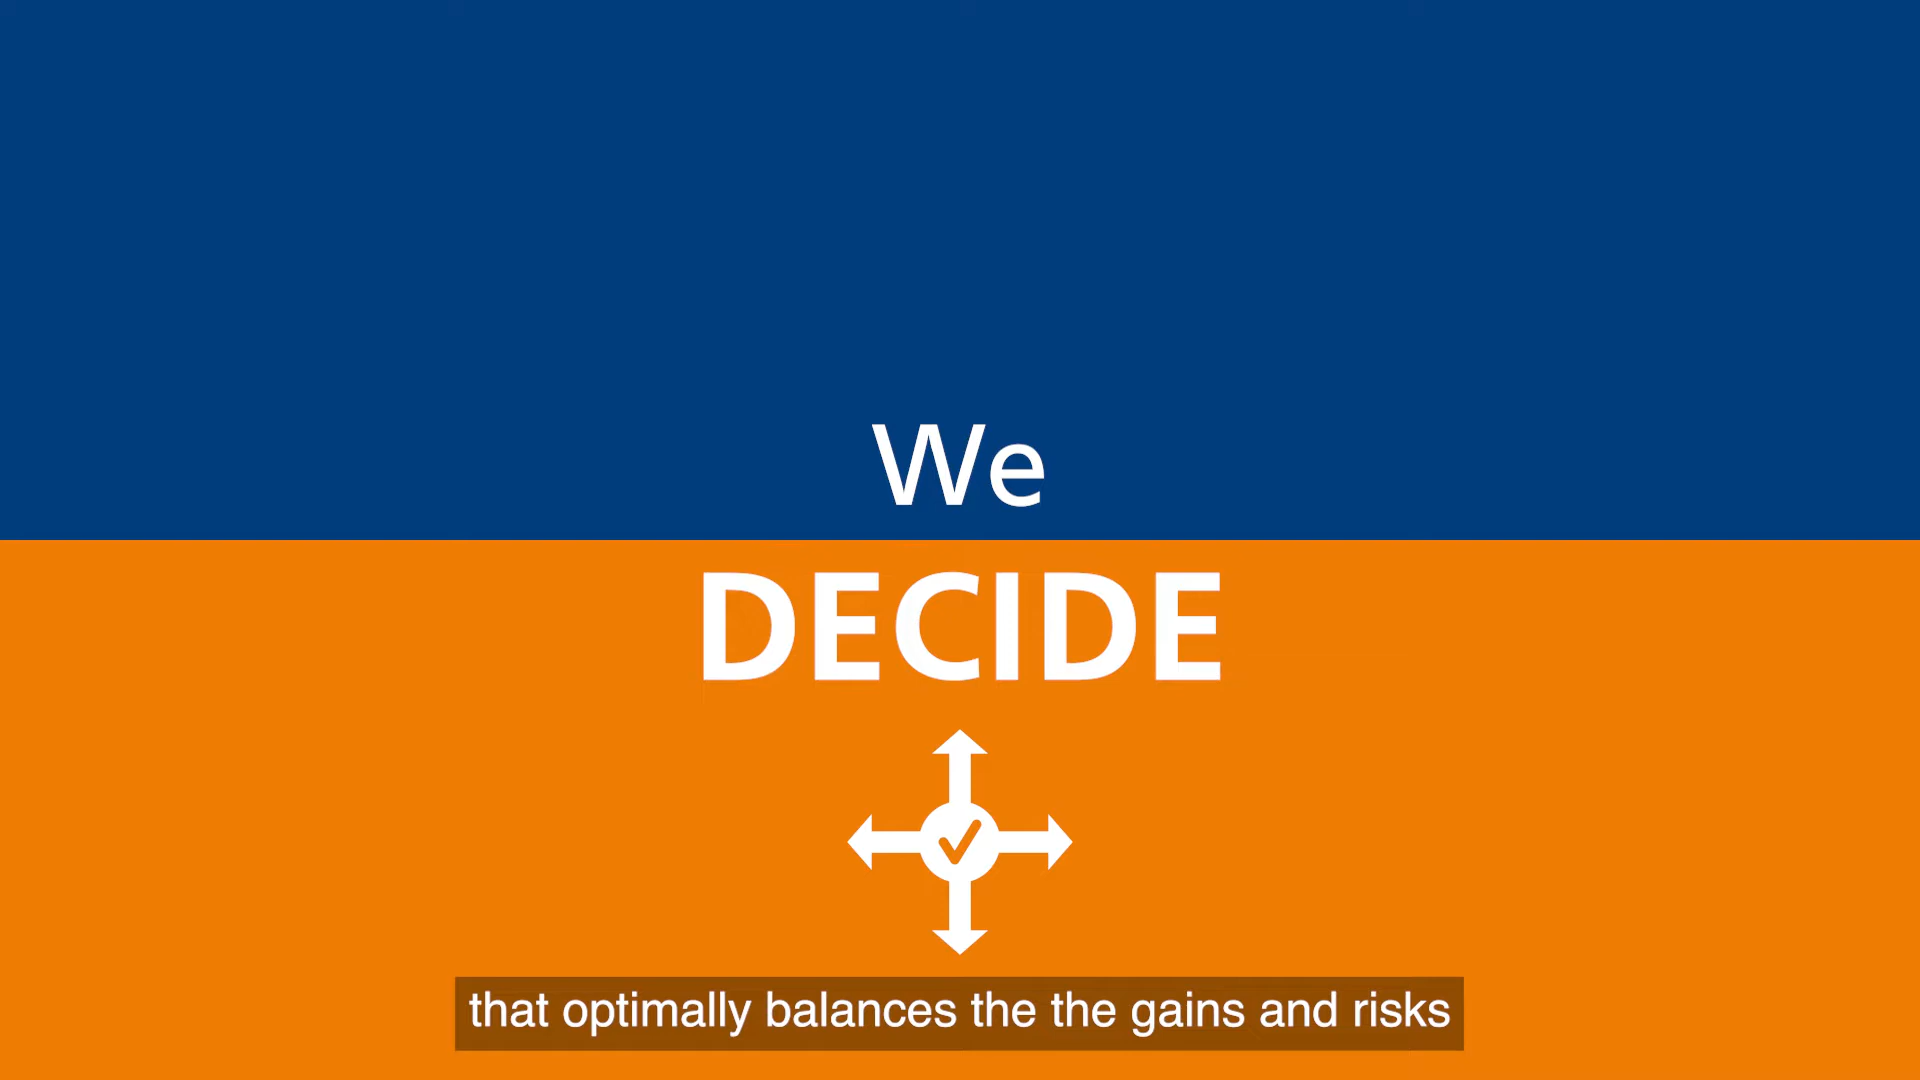 We
DECIDE
that optimally balances the the gains and risks